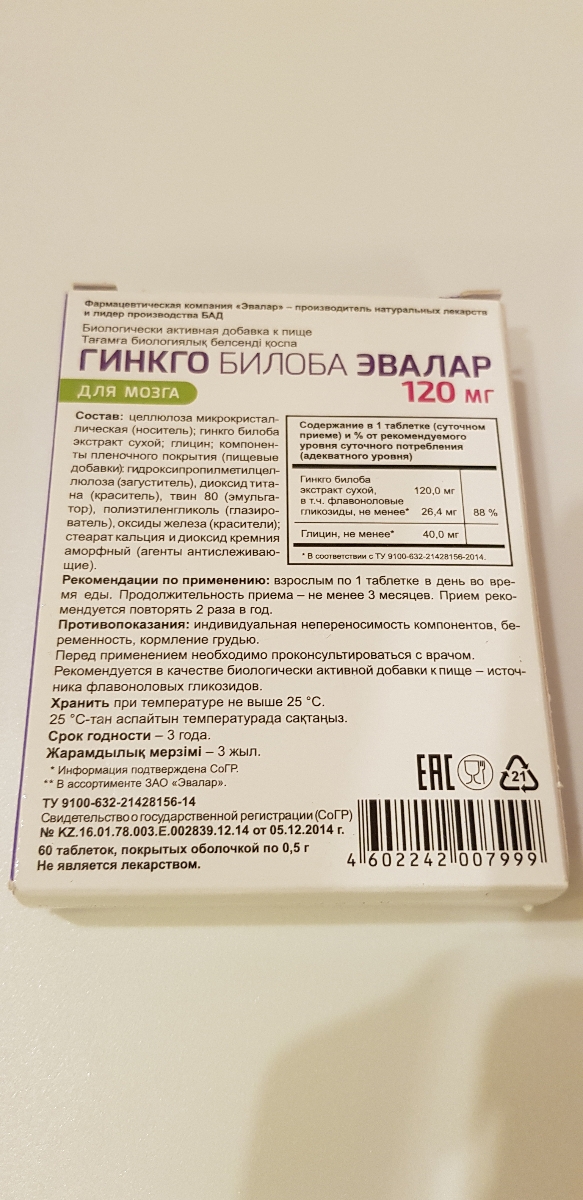 Фармацевтическая компания «Эвалар» – производитель натуральных лекарств
и лидер производства БАД
Биологически активная добавка к пище
Тағамға биологиялық белсенді қоспа
ГИНКГО БИЛОБА ЭВАЛАР
ДЛЯ МОЗГА
120 МГ
Состав: целлюлоза микрокристал-
лическая (носитель); гинкго билоба
экстракт сухой; глицин; компонен-
ты пленочного покрытия (пищевые
добавки): гидроксипропилметилцел-
люлоза (загуститель), диоксид тита-
на (краситель), твин 80 (эмульга-
тор), полиэтиленгликоль (глазиро-
ватель), оксиды железа (красители);
стеарат кальция и диоксид кремния
аморфный (агенты антислеживаю-
щие).
Содержание в 1 таблетке (суточном
приеме) и % от рекомендуемого
уровня суточного потребления
(адекватного уровня)
Гинкго билоба
экстракт сухой, 120,0 мг
в т.ч. флавоноловые
гликозиды, не менее* 26,4 мг 88 %
Глицин, не менее* 40,0 мг
* В соответствии с ТУ 9100-632-21428156-2014.
Рекомендации по применению: взрослым по 1 таблетке в день во вре-
мя еды. Продолжительность приема – не менее 3 месяцев. Прием реко-
мендуется повторять 2 раза в год.
Противопоказания: индивидуальная непереносимость компонентов, бе-
ременность, кормление грудью.
Перед применением необходимо проконсультироваться с врачом.
Рекомендуется в качестве биологически активной добавки к пище – источ-
ника флавоноловых гликозидов.
Хранить при температуре не выше 25 °С.
25 °С-тан аспайтын температурада сақтаңыз.
Срок годности – 3 года.
Жарамдылық мерзімі – 3 жыл.
* Информация подтверждена СоГР.
** В ассортименте ЗАО «Эвалар».
ТУ 9100-632-21428156-14
Свидетельство о государственной регистрации (СоГР)
№ KZ.16.01.78.003.Е.002839.12.14 от 05.12.2014 г.
60 таблеток, покрытых оболочкой по 0,5 г
Не является лекарством.
EAC
21
4 602242 007999